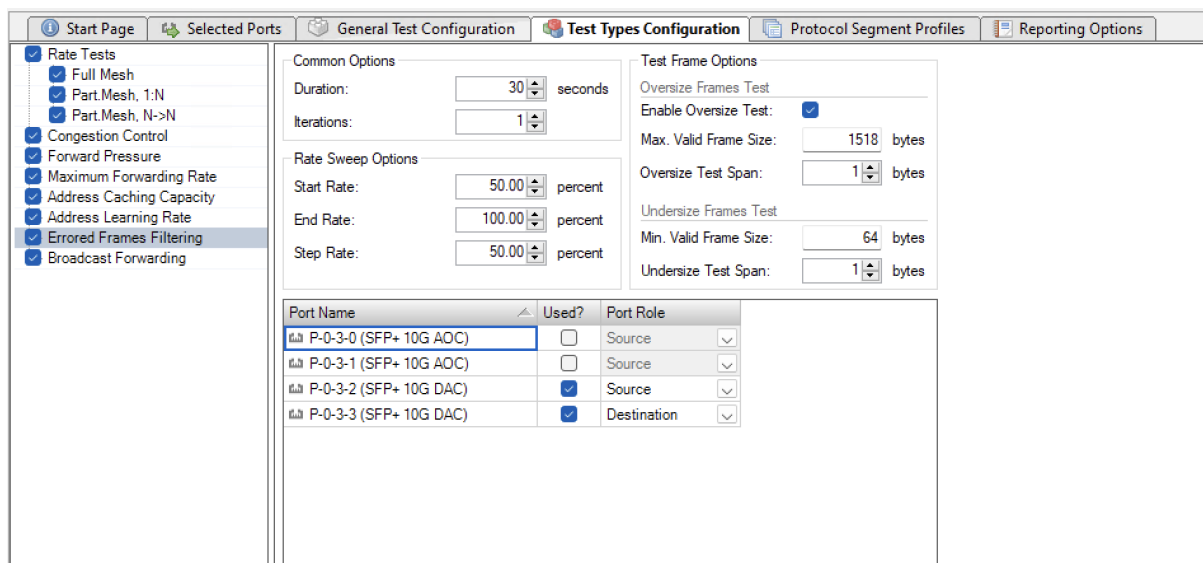 Start Page Selected Ports General Test Configuration Test Types Configuration Protocol Segment Profiles Reporting Options
Rate Tests
Full Mesh
Part.Mesh, 1:N
Part.Mesh, N->N
Congestion Control
Forward Pressure
Maximum Forwarding Rate
Address Caching Capacity
Address Learning Rate
Errored Frames Filtering
Broadcast Forwarding
Common Options
Duration: 30 seconds
Iterations: 1
Rate Sweep Options
Start Rate: 50.00 percent
End Rate: 100.00 percent
Step Rate: 50.00 percent
Test Frame Options
Oversize Frames Test
Enable Oversize Test:
Max. Valid Frame Size: 1518 bytes
Oversize Test Span: 1 bytes
Undersize Frames Test
Min. Valid Frame Size: 64 bytes
Undersize Test Span: 1 bytes
Port Name Used? Port Role
P-0-3-0 (SFP+ 10G AOC) Source
P-0-3-1 (SFP+ 10G AOC) Source
P-0-3-2 (SFP+ 10G DAC) Source
P-0-3-3 (SFP+ 10G DAC) Destination